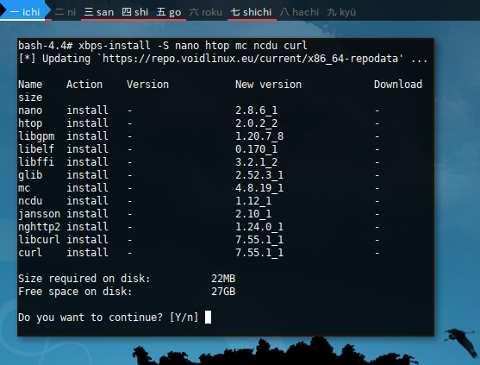 一 ichi 二 ni 三 san 四 shi 五 go 六 roku 七 shichi 八 hachi 九 kyū
bash-4.4# xbps-install -S nano htop mc ncdu curl
[*] Updating `https://repo.voidlinux.eu/current/x86_64-repodata' ...
Name Action Version New version Download
size
nano install - 2.8.6_1 -
htop install - 2.0.2_2 -
libgpm install - 1.20.7_8 -
libelf install - 0.170_1 -
libffi install - 3.2.1_2 -
glib install - 2.52.3_1 -
mc install - 4.8.19_1 -
ncdu install - 1.12_1 -
jansson install - 2.10_1 -
nghttp2 install - 1.24.0_1 -
libcurl install - 7.55.1_1 -
curl install - 7.55.1_1 -
Size required on disk: 22MB
Free space on disk: 27GB
Do you want to continue? [Y/n]